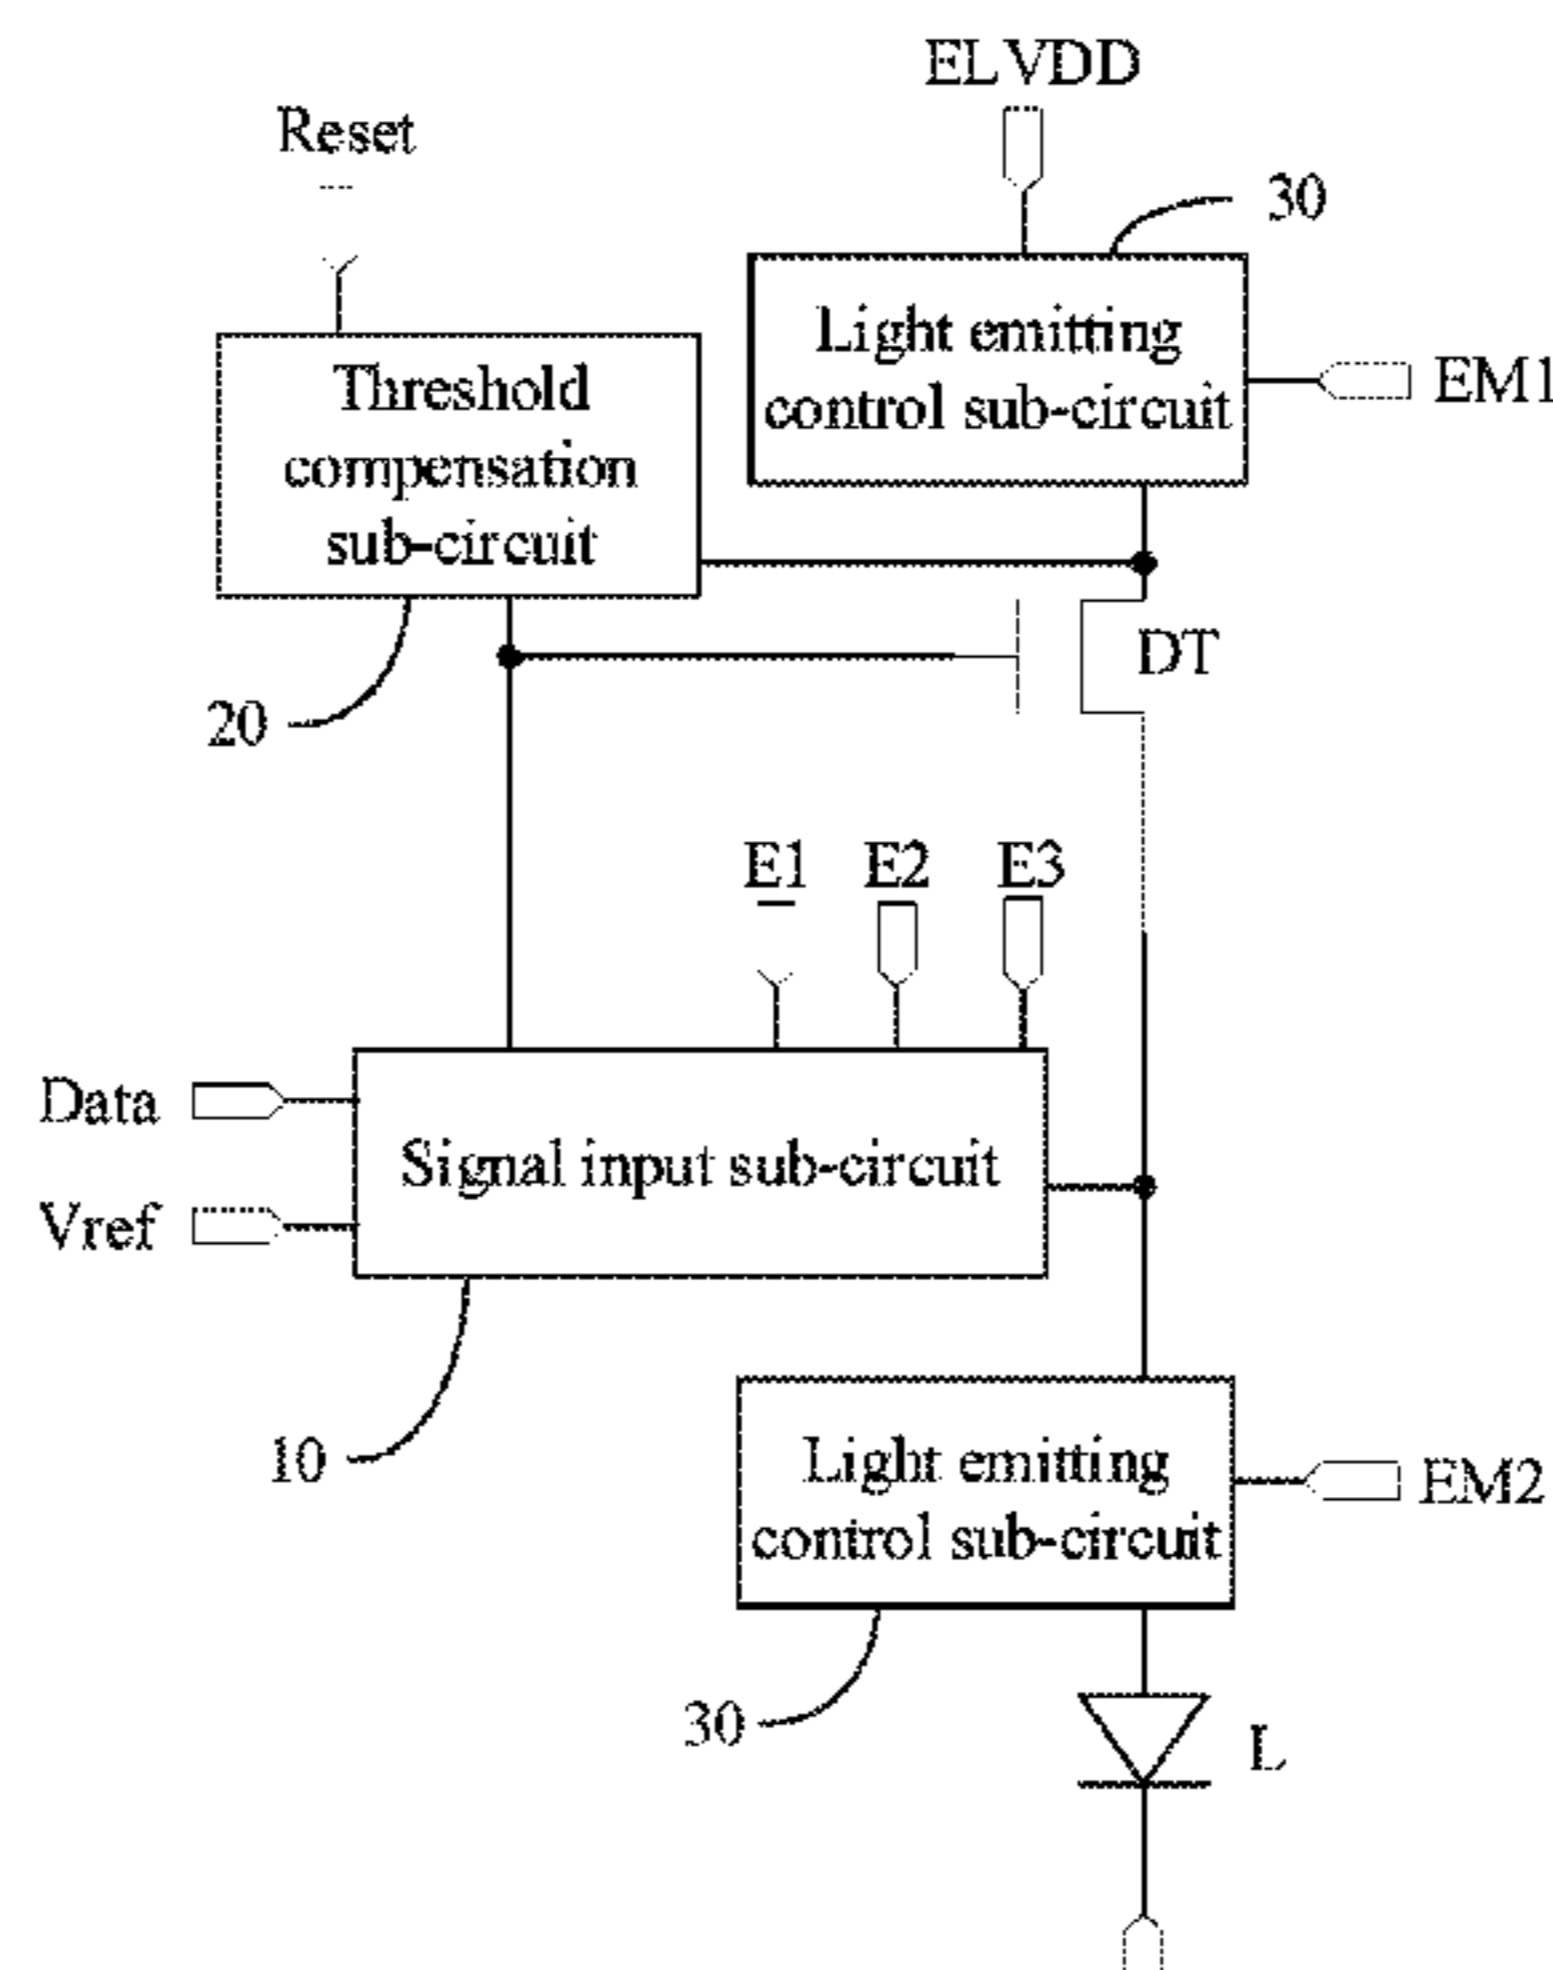 ELVDD
Reset
30
Light emitting
control sub-circuit
EM1
Threshold
compensation
sub-circuit
DT
20
E1 E2 E3
Data
Signal input sub-circuit
Vref
10
Light emitting
control sub-circuit
EM2
30
L